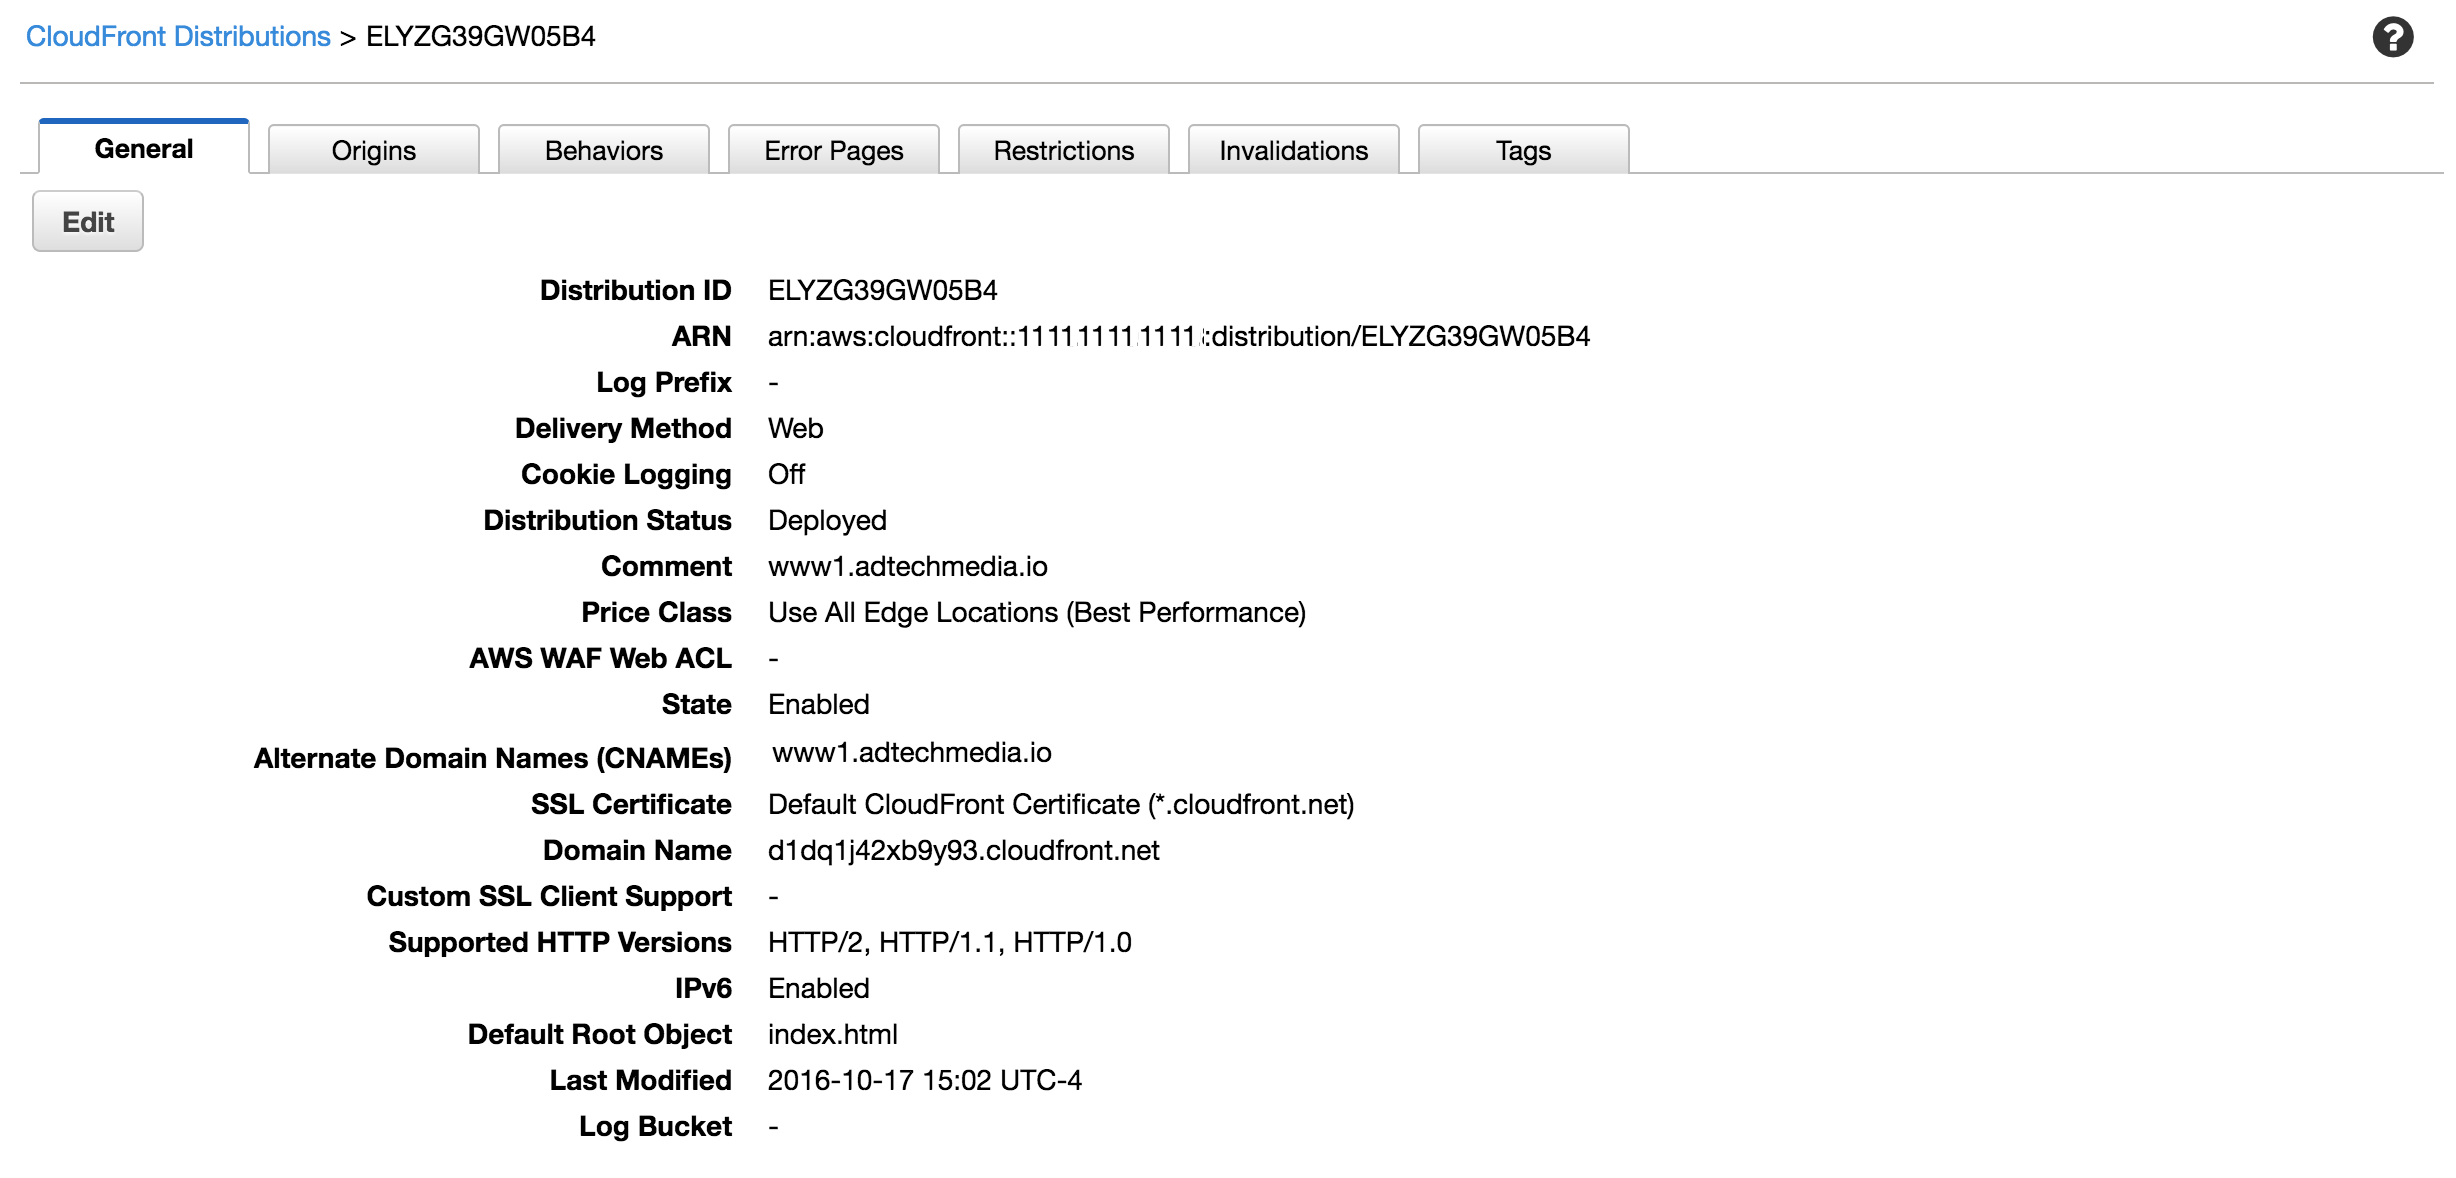 CloudFront Distributions > ELYZG39GW05B4
General Origins Behaviors Error Pages Restrictions Invalidations Tags
Edit
Distribution ID ELYZG39GW05B4
ARN arn:aws:cloudfront::111111111111:distribution/ELYZG39GW05B4
Log Prefix -
Delivery Method Web
Cookie Logging Off
Distribution Status Deployed
Comment www1.adtechmedia.io
Price Class Use All Edge Locations (Best Performance)
AWS WAF Web ACL -
State Enabled
Alternate Domain Names (CNAMEs) www1.adtechmedia.io
SSL Certificate Default CloudFront Certificate (*.cloudfront.net)
Domain Name d1dq1j42xb9y93.cloudfront.net
Custom SSL Client Support -
Supported HTTP Versions HTTP/2, HTTP/1.1, HTTP/1.0
IPv6 Enabled
Default Root Object index.html
Last Modified 2016-10-17 15:02 UTC-4
Log Bucket -